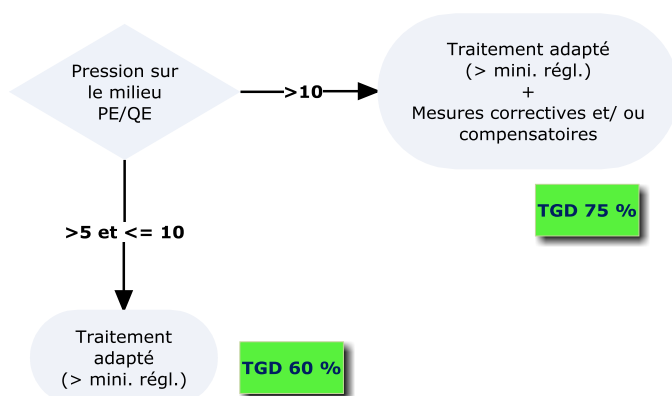 Pression sur
le milieu
PE/QE
>10
Traitement adapté
(> mini. régl.)
+
Mesures correctives et/ ou
compensatoires
TGD 75 %
>5 et <= 10
Traitement
adapté
(> mini. régl.)
TGD 60 %